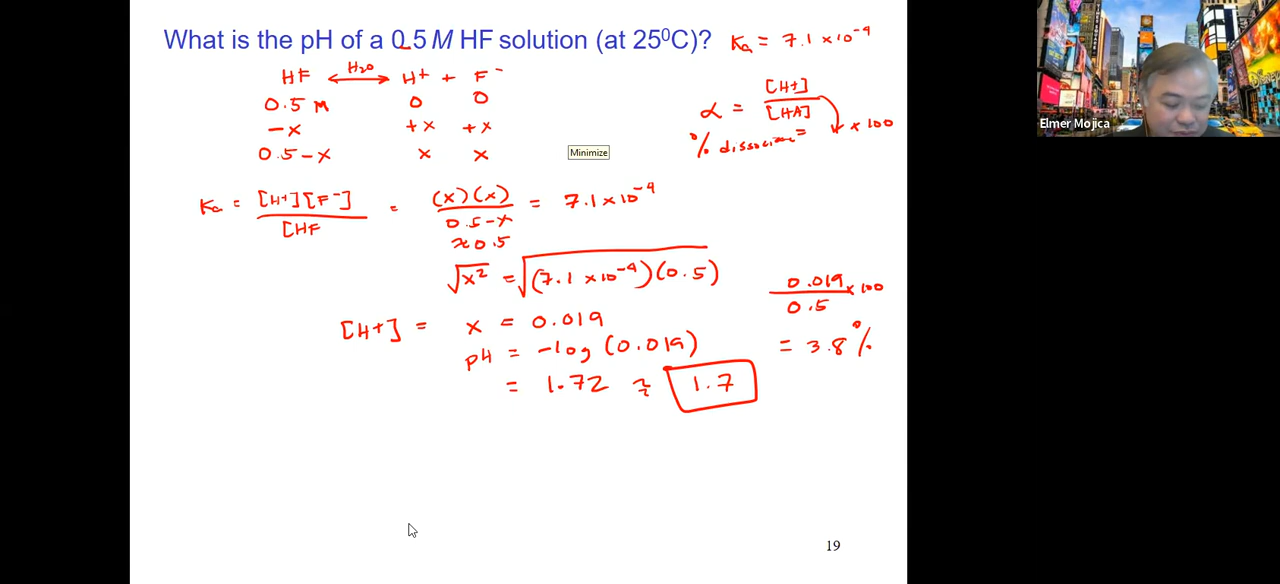 What is the pH of a 0.5 M HF solution (at 25⁰C)? Ka = 7.1 x 10⁻⁴
HF <--H₂O--> H+ + F⁻
0.5 M 0 0
-x +x +x
0.5-x x x
α = [H+] / [HA]
% dissociat = x 100
Minimize
Ka = [H+][F⁻] / [HF = (x)(x) / 0.5-x = 7.1 x 10⁻⁴
≈ 0.5
√x² = √(7.1 x 10⁻⁴)(0.5)
[H+] = x = 0.019
pH = -log (0.019)
= 1.72 ≈ 1.7
0.019 / 0.5 x 100
= 3.8%
19
Elmer Mojica